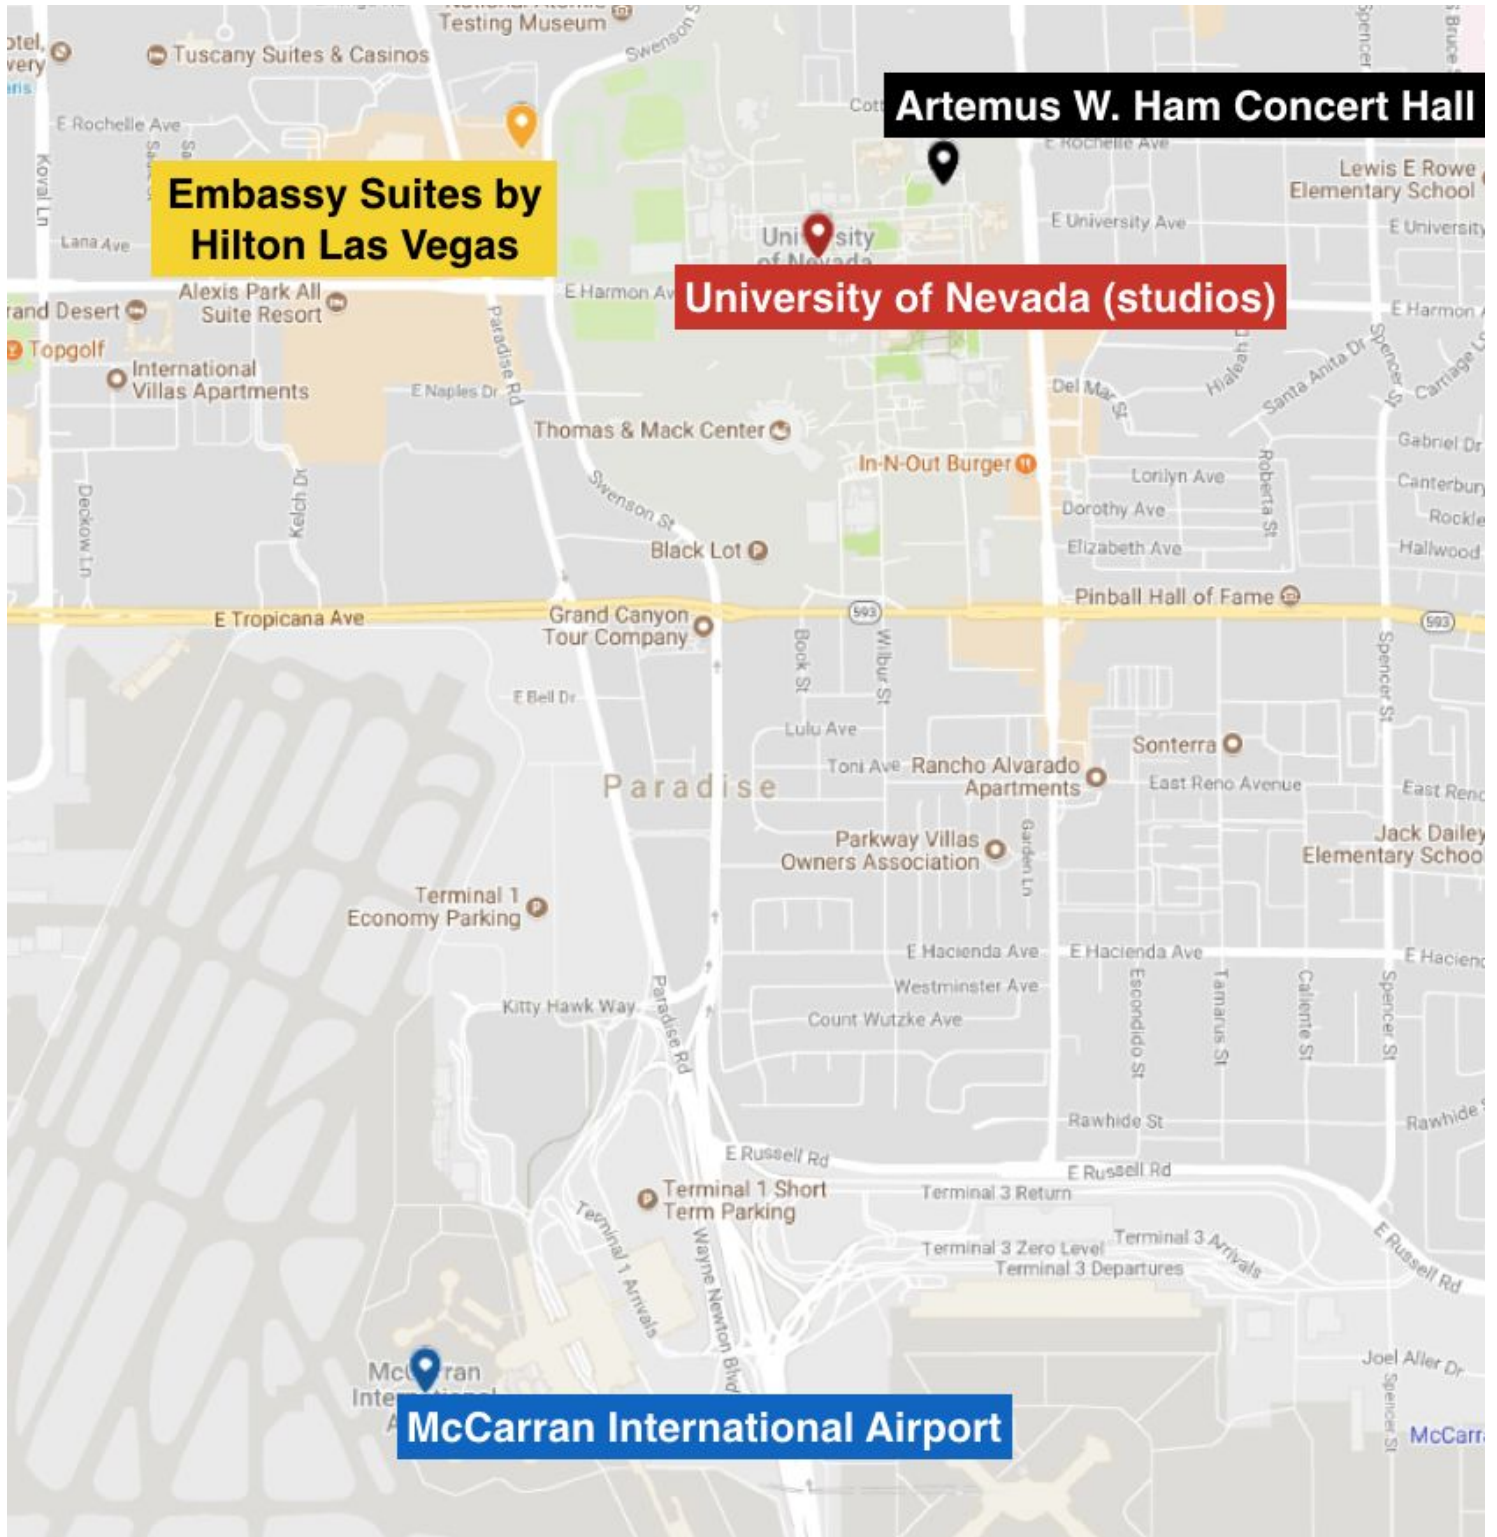 Testing Museum
Swenson S
Tuscany Suites & Casinos
Spencer
Bruce
E Rochelle Ave
Artemus W. Ham Concert Hall
E Rochelle Ave
Koval Ln
Lewis E Rowe
Elementary School
Embassy Suites by
Hilton Las Vegas
E University Ave
E University
Lana Ave
University of Nevada (studios)
Alexis Park All
Suite Resort
E Harmon Av
E Harmon
rand Desert
Topgolf
International
Villas Apartments
Paradise Rd
E Naples Dr
Del Mar St
Hialeah D
Santa Anita Dr
Spencer St
Carriage L
Thomas & Mack Center
In-N-Out Burger
Gabriel Dr
Deckow Ln
Kelch Dr
Swenson St
Lorilyn Ave
Roberta St
Canterbury
Dorothy Ave
Rockle
Black Lot
Elizabeth Ave
Hallwood
Pinball Hall of Fame
E Tropicana Ave
Grand Canyon
Tour Company
593
593
Book St
Wilbur St
Spencer St
E Bell Dr
Lulu Ave
Sonterra
Paradise
Toni Ave
Rancho Alvarado
Apartments
East Reno Avenue
East Reno
Parkway Villas
Owners Association
Garden Ln
Jack Dailey
Elementary School
Terminal 1
Economy Parking
E Hacienda Ave
E Hacienda Ave
E Hacienc
Westminster Ave
Kitty Hawk Way
Paradise Rd
Count Wutzke Ave
Escondido St
Tamarus St
Caliente St
Spencer St
Rawhide St
Rawhide S
E Russell Rd
E Russell Rd
Terminal 1 Short
Term Parking
Terminal 3 Return
Terminal 1 Arrivals
Wayne Newton Blvd
Terminal 3 Zero Level
Terminal 3 Arrivals
Terminal 3 Departures
E Russell Rd
Joel Aller Dr
Spencer St
McCarran International Airport
McCarr